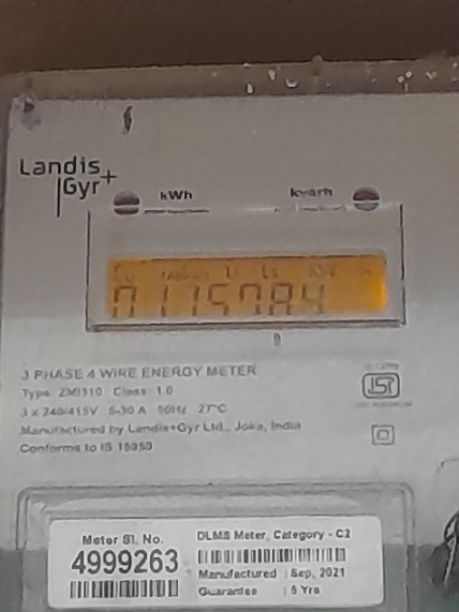 Landis
Gyr+
kWh
kvarh
3 PHASE 4 WIRE ENERGY METER
Type: ZMI310 Class: 1.0
3 x 240/415V 5-30 A 50Hz 27°C
Manufactured by Landis+Gyr Ltd., Joka, India
Conforms to IS 15959
Meter Sl. No.
4999263
DLMS Meter, Category - C2
Manufactured : Sep, 2021
Guarantee : 5 Yrs